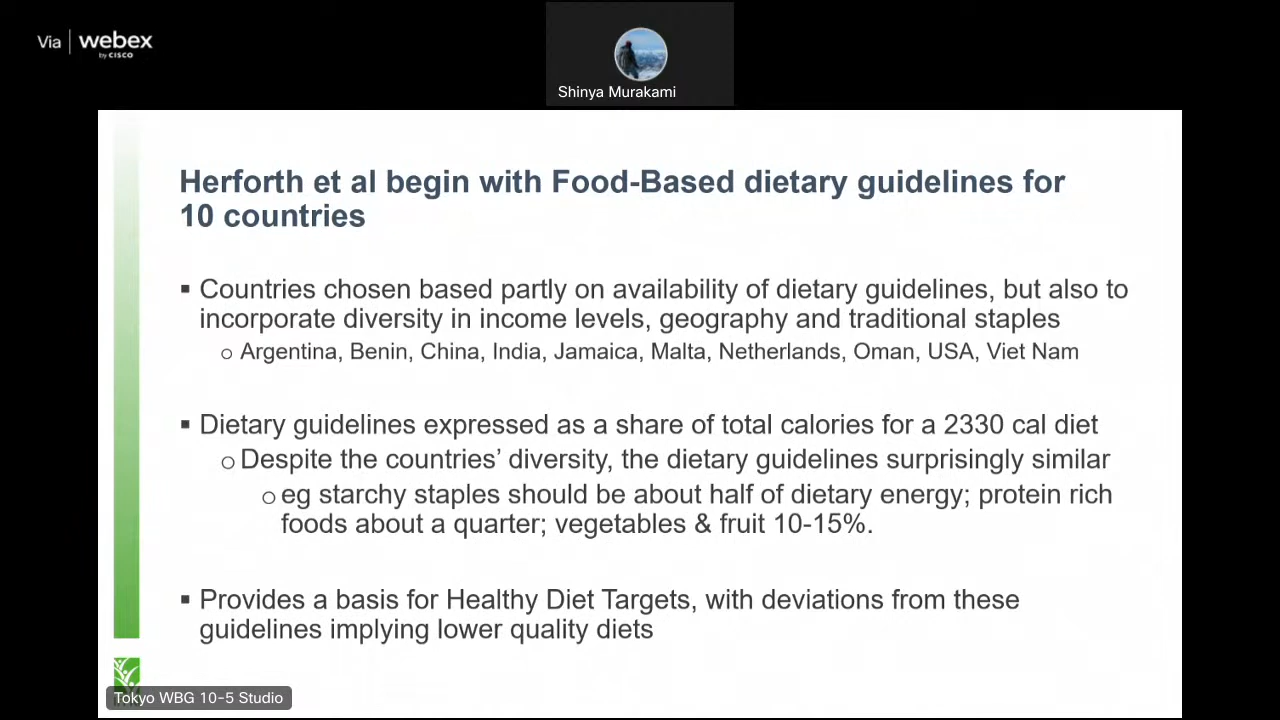 Via | webex
by CISCO
Shinya Murakami
Herforth et al begin with Food-Based dietary guidelines for
10 countries
▪ Countries chosen based partly on availability of dietary guidelines, but also to
incorporate diversity in income levels, geography and traditional staples
o Argentina, Benin, China, India, Jamaica, Malta, Netherlands, Oman, USA, Viet Nam
▪ Dietary guidelines expressed as a share of total calories for a 2330 cal diet
o Despite the countries’ diversity, the dietary guidelines surprisingly similar
o eg starchy staples should be about half of dietary energy; protein rich
foods about a quarter; vegetables & fruit 10-15%.
▪ Provides a basis for Healthy Diet Targets, with deviations from these
guidelines implying lower quality diets
Tokyo WBG 10-5 Studio